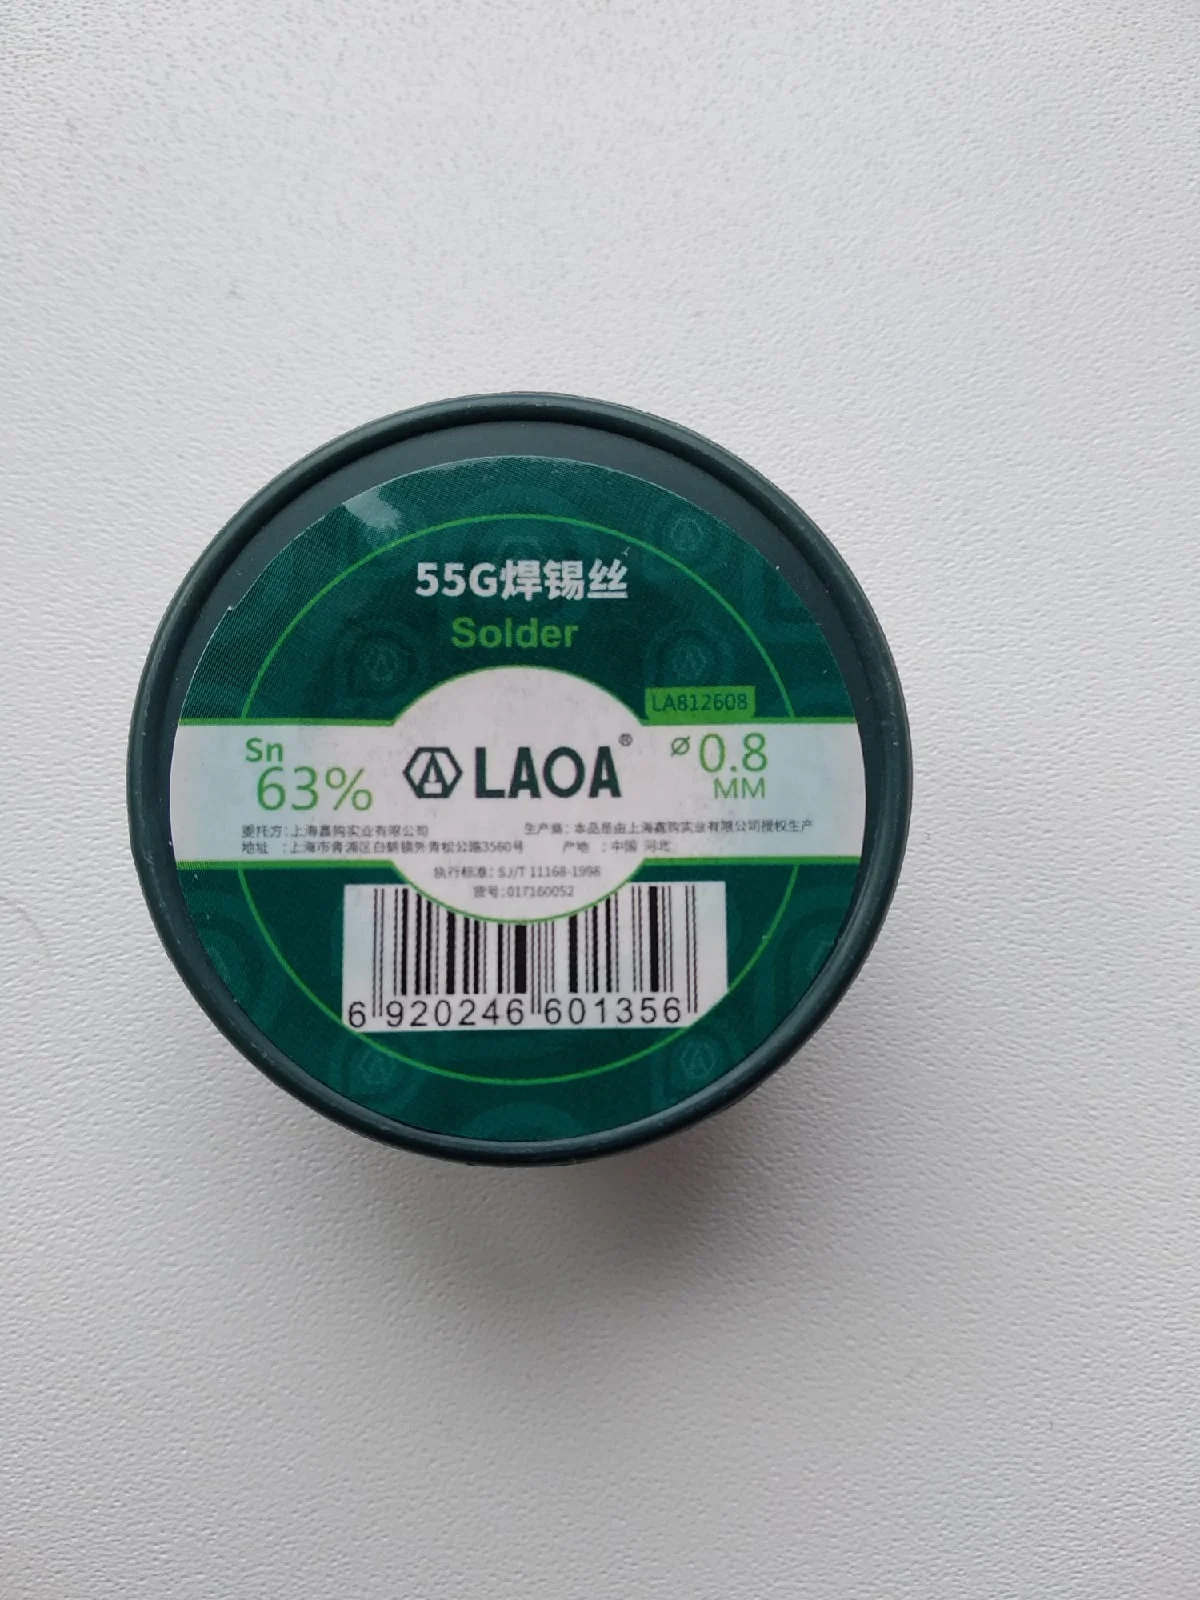 55G焊锡丝
Solder
LA812608
Sn
63%
LAOA®
⌀0.8
MM
委托方：上海鑫购实业有限公司
生产商：本品是由上海鑫购实业有限公司授权生产
地址 ：上海市青浦区白鹤镇外青松公路3560号
产地 ：中国 河北
执行标准：SJ/T 11168-1998
货号：017160052
6 920246 601356